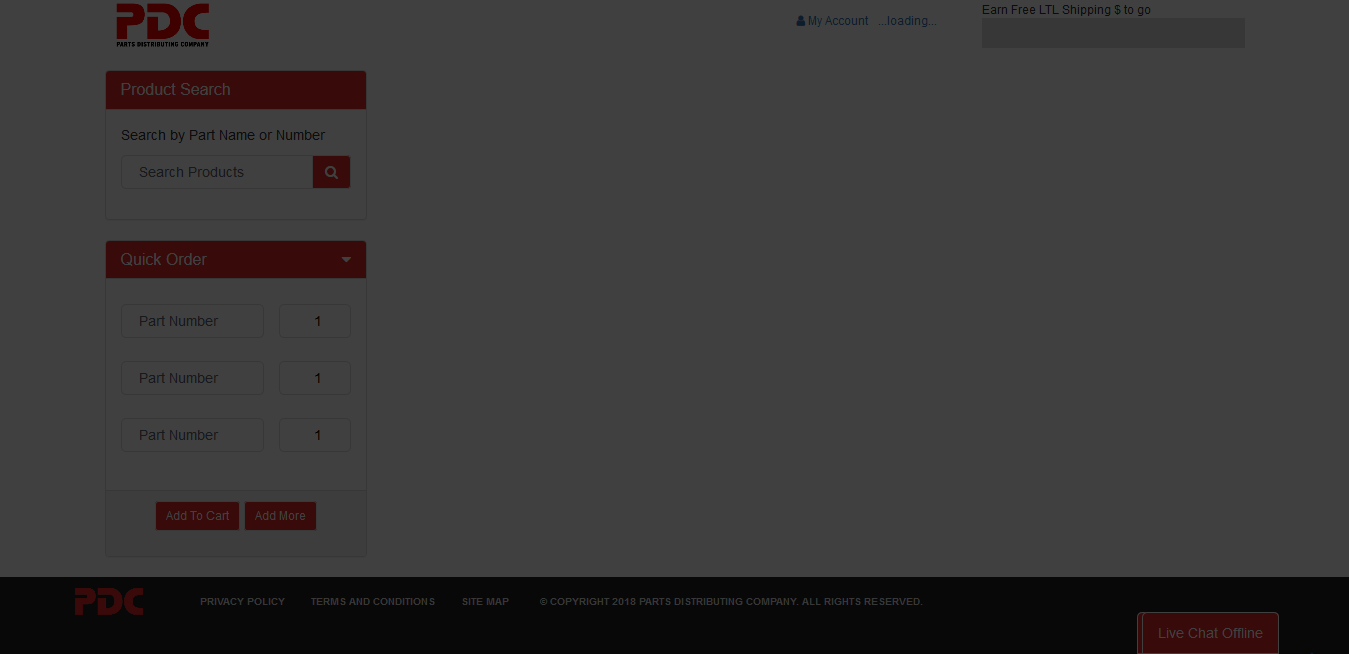 PDC
PARTS DISTRIBUTING COMPANY
My Account ...loading...
Earn Free LTL Shipping $ to go
Product Search
Search by Part Name or Number
Search Products
Quick Order
Part Number 1
Part Number 1
Part Number 1
Add To Cart Add More
PDC PRIVACY POLICY TERMS AND CONDITIONS SITE MAP © COPYRIGHT 2018 PARTS DISTRIBUTING COMPANY. ALL RIGHTS RESERVED.
Live Chat Offline